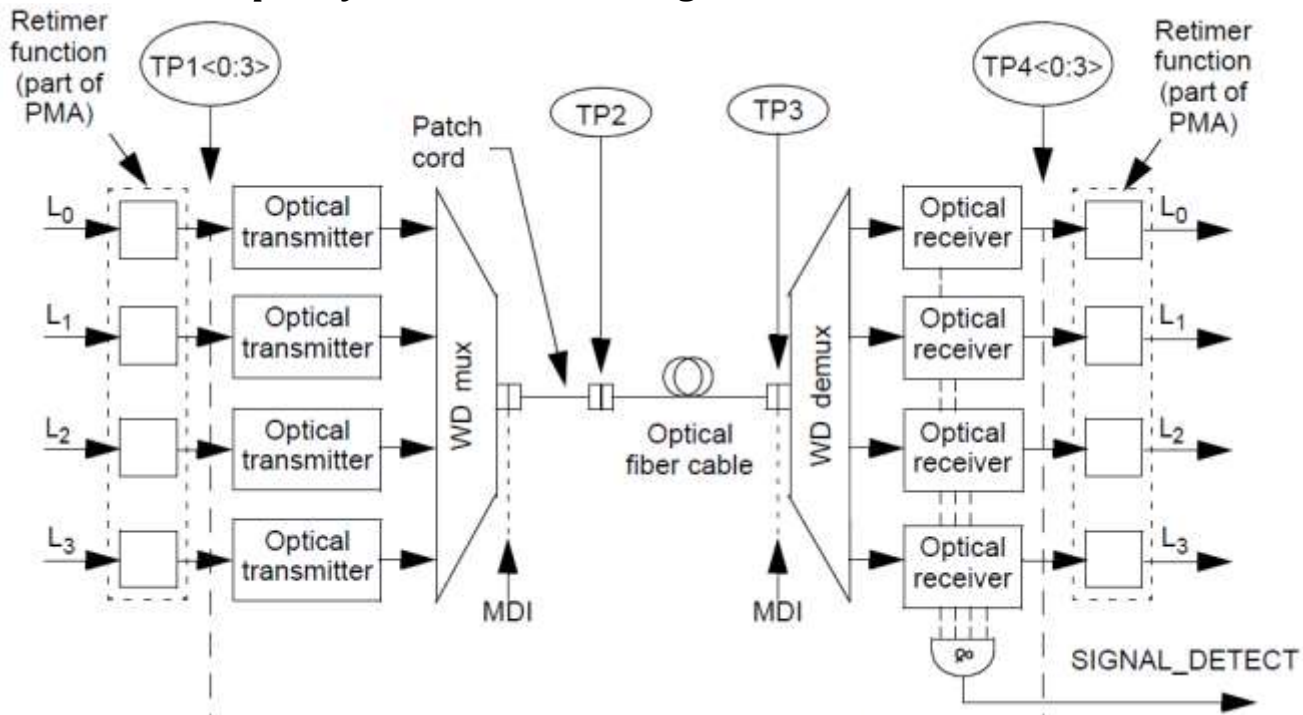 Retimer
function
(part of
PMA)
TP1<0:3>
Patch
cord
TP2
TP3
TP4<0:3>
Retimer
function
(part of
PMA)
L0
Optical
transmitter
Optical
receiver
L0
L1
Optical
transmitter
Optical
receiver
L1
WD mux
WD demux
Optical
fiber cable
L2
Optical
transmitter
Optical
receiver
L2
L3
Optical
transmitter
Optical
receiver
L3
MDI
MDI
&
SIGNAL_DETECT